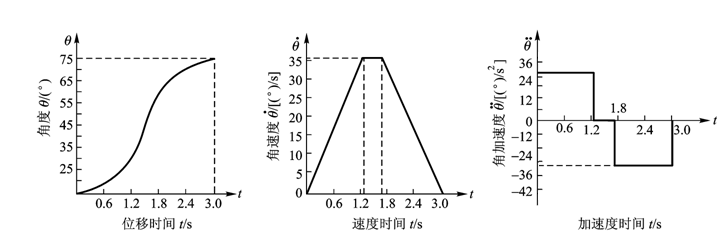 θ
75
65
55
45
35
25
角度 θ/(°)
0.6 1.2 1.8 2.4 3.0 t
位移时间 t/s
θ̇
35
30
25
20
15
10
5
0
角速度 θ̇/[(°)/s]
0.6 1.2 1.8 2.4 3.0 t
速度时间 t/s
θ̈
36
24
12
0
-12
-24
-36
-42
角加速度 θ̈/[(°)/s²]
1.8
0.6 1.2 2.4 3.0 t
加速度时间 t/s